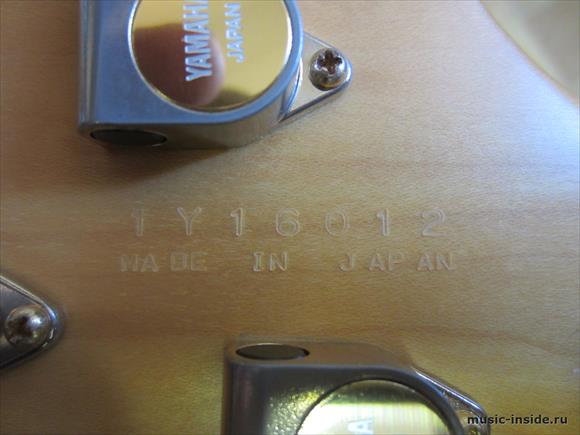 YAMAHA
JAPAN
1Y16012
MADE IN JAPAN
A
music-inside.ru